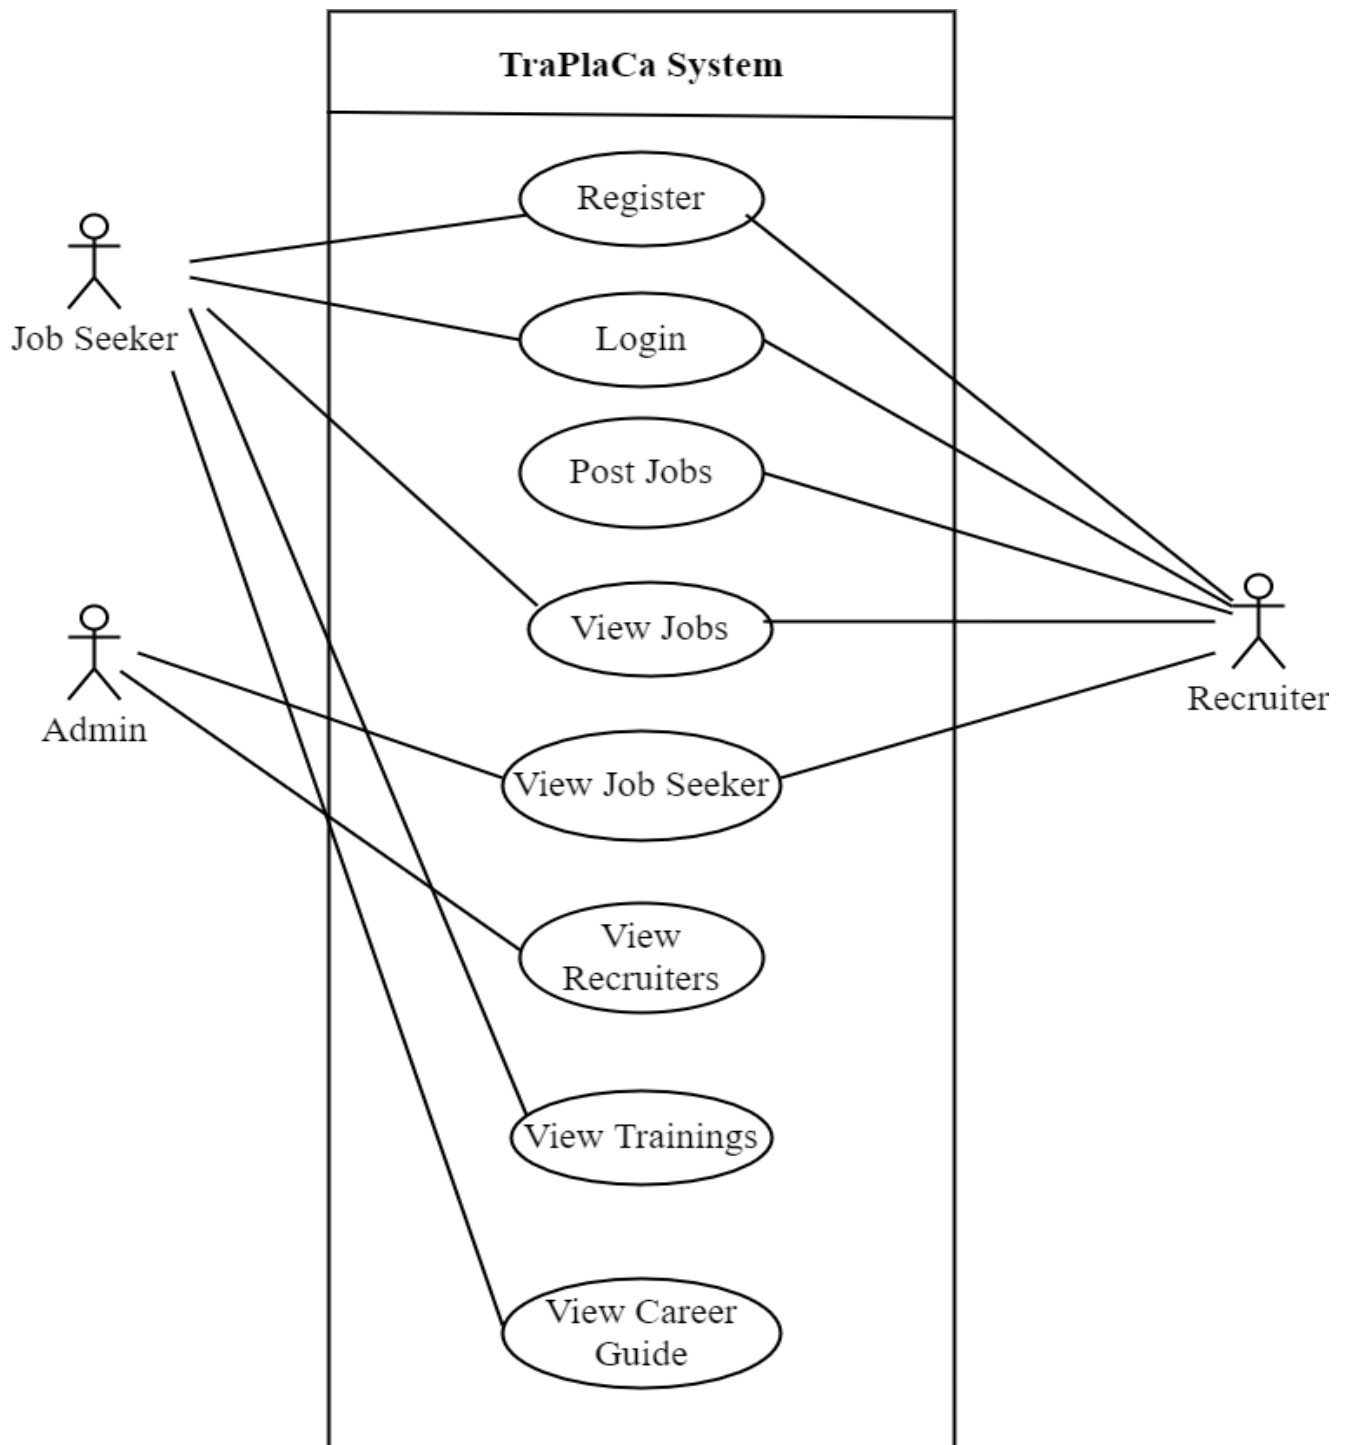 TraPlaCa System
Register
Job Seeker
Login
Post Jobs
View Jobs
Recruiter
Admin
View Job Seeker
View
Recruiters
View Trainings
View Career
Guide